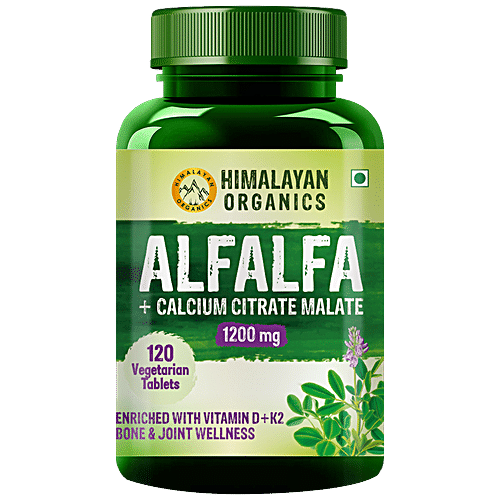 HIMALAYAN
ORGANICS
HIMALAYAN
ORGANICS
ALFALFA
+ CALCIUM CITRATE MALATE
1200 mg
120
Vegetarian
Tablets
ENRICHED WITH VITAMIN D+K2
BONE & JOINT WELLNESS